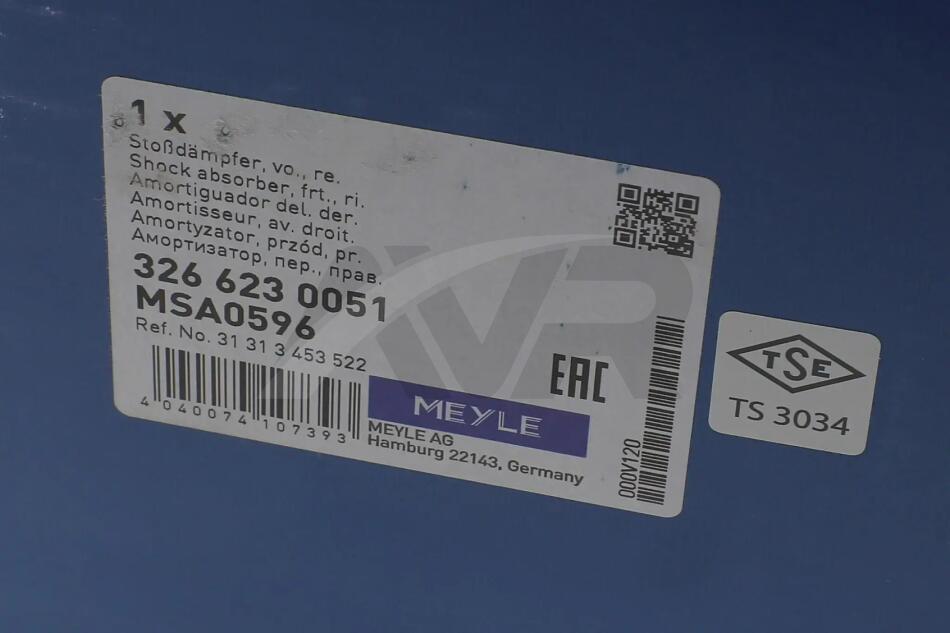 1 x
Stoßdämpfer, vo., re.
Shock absorber, frt., ri.
Amortiguador del. der.
Amortisseur, av. droit.
Amortyzator, przód, pr.
Амортизатор, пер., прав.
326 623 0051
MSA0596
Ref. No. 31 31 3 453 522
4 040074 107393
MEYLE
MEYLE AG
Hamburg 22143, Germany
EAC
000V120
TSE
TS 3034
AVR